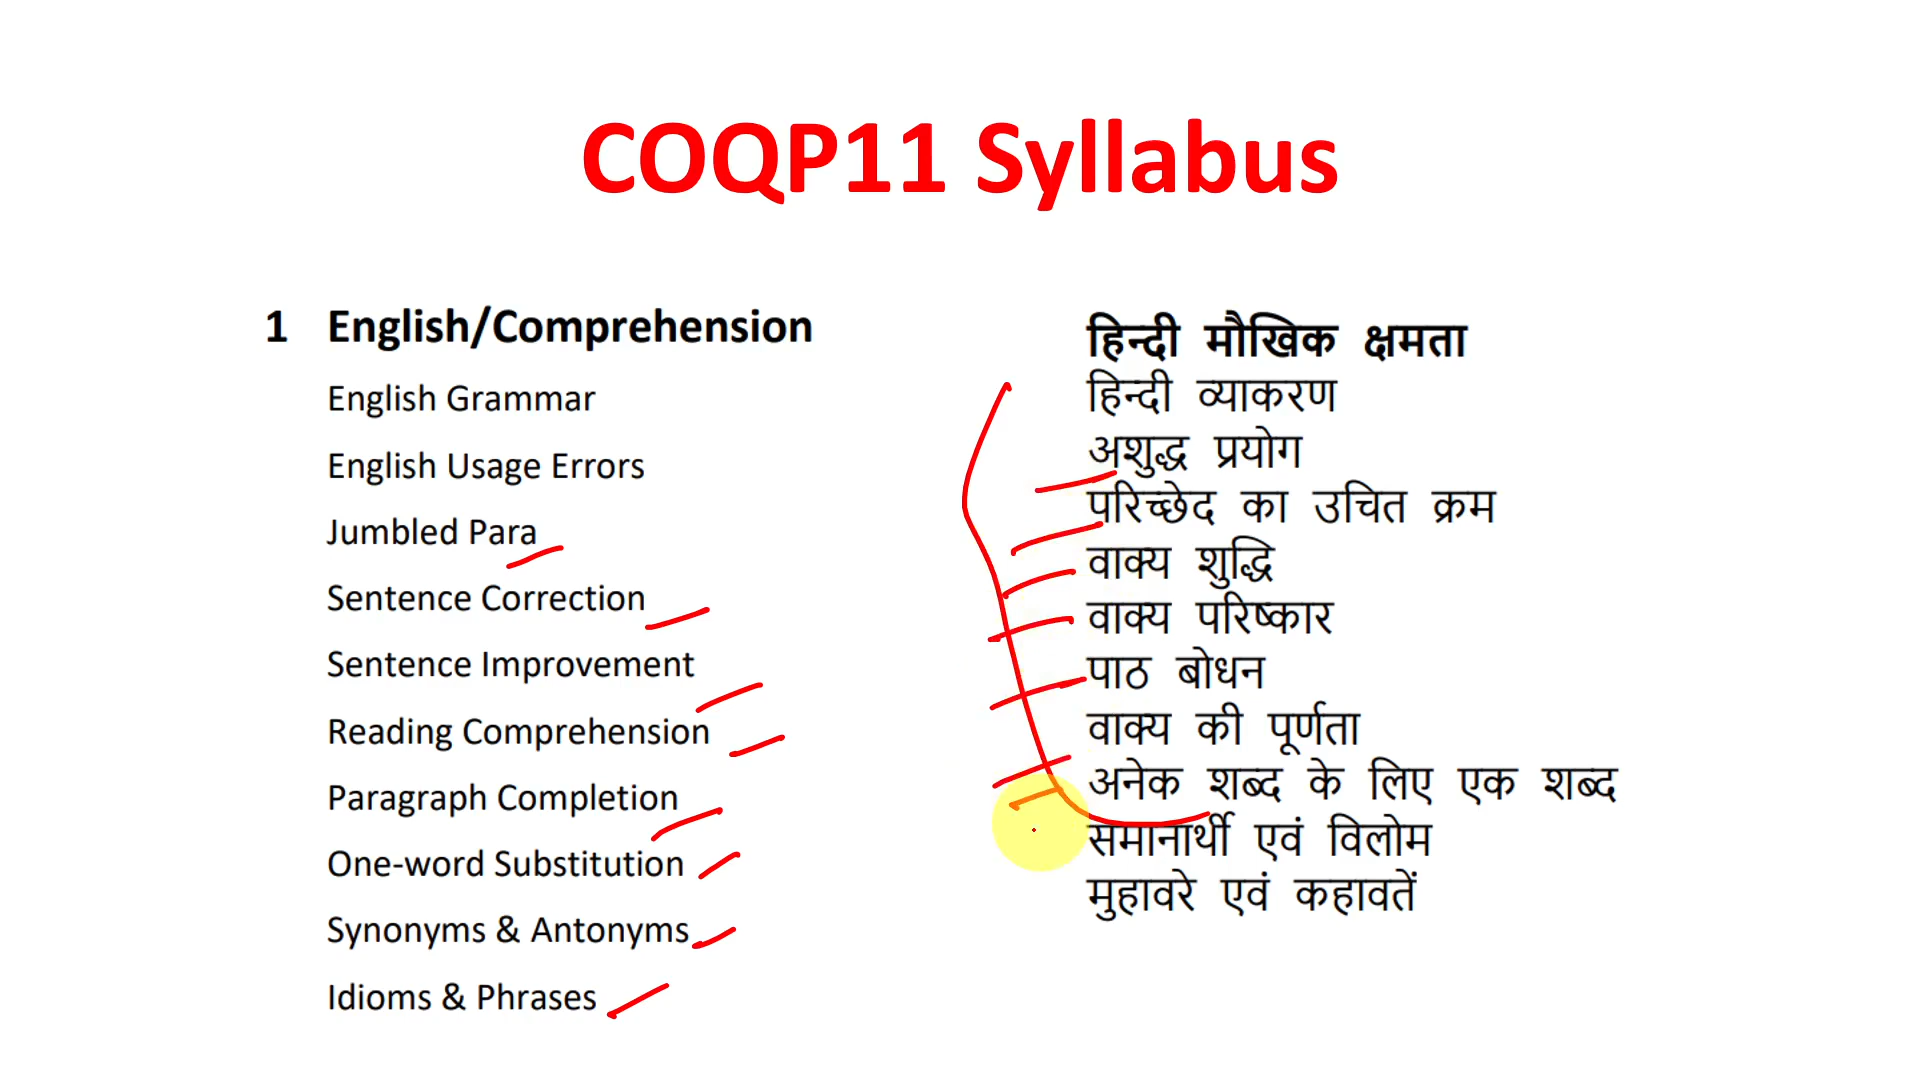 COQP11 Syllabus
1 English/Comprehension
English Grammar
English Usage Errors
Jumbled Para
Sentence Correction
Sentence Improvement
Reading Comprehension
Paragraph Completion
One-word Substitution
Synonyms & Antonyms
Idioms & Phrases
हिन्दी मौखिक क्षमता
हिन्दी व्याकरण
अशुद्ध प्रयोग
परिच्छेद का उचित क्रम
वाक्य शुद्धि
वाक्य परिष्कार
पाठ बोधन
वाक्य की पूर्णता
अनेक शब्द के लिए एक शब्द
समानार्थी एवं विलोम
मुहावरे एवं कहावतें